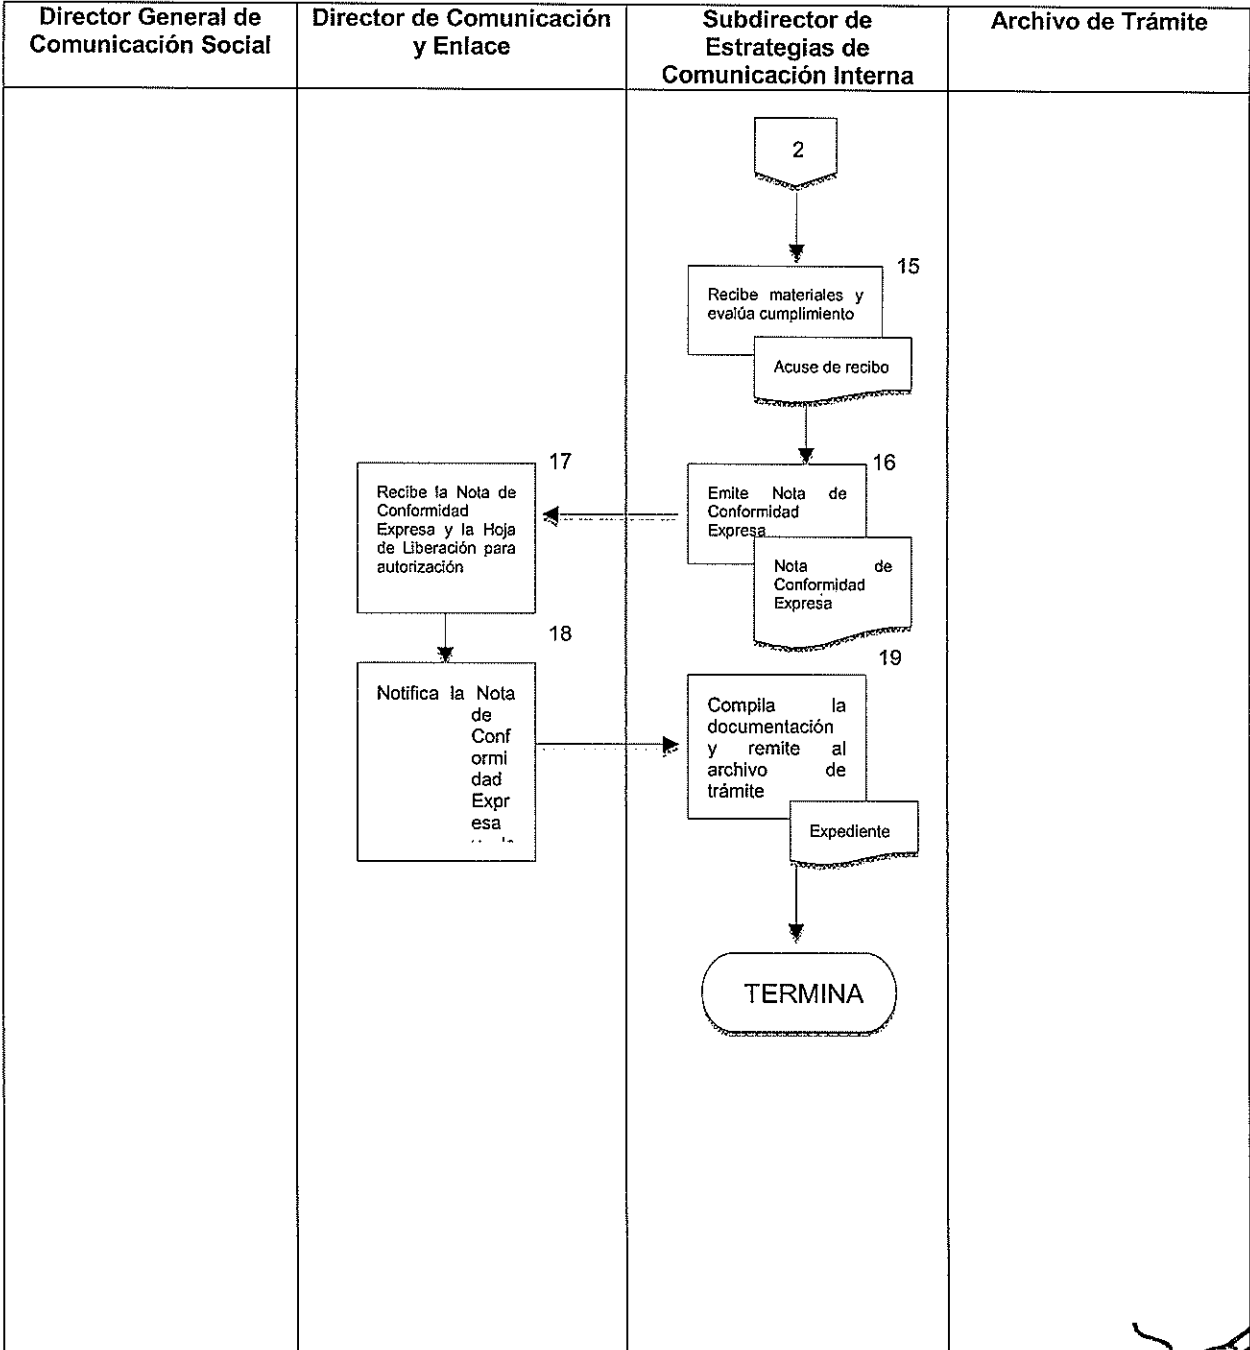 Director General de
Comunicación Social
Director de Comunicación
y Enlace
Subdirector de
Estrategias de
Comunicación Interna
Archivo de Trámite
2
15
Recibe materiales y
evalúa cumplimiento
Acuse de recibo
16
Emite Nota de
Conformidad
Expresa
Nota de
Conformidad
Expresa
17
Recibe la Nota de
Conformidad
Expresa y la Hoja
de Liberación para
autorización
18
Notifica la Nota
de
Conf
ormi
dad
Expr
esa
19
Compila la
documentación
y remite al
archivo de
trámite
Expediente
TERMINA